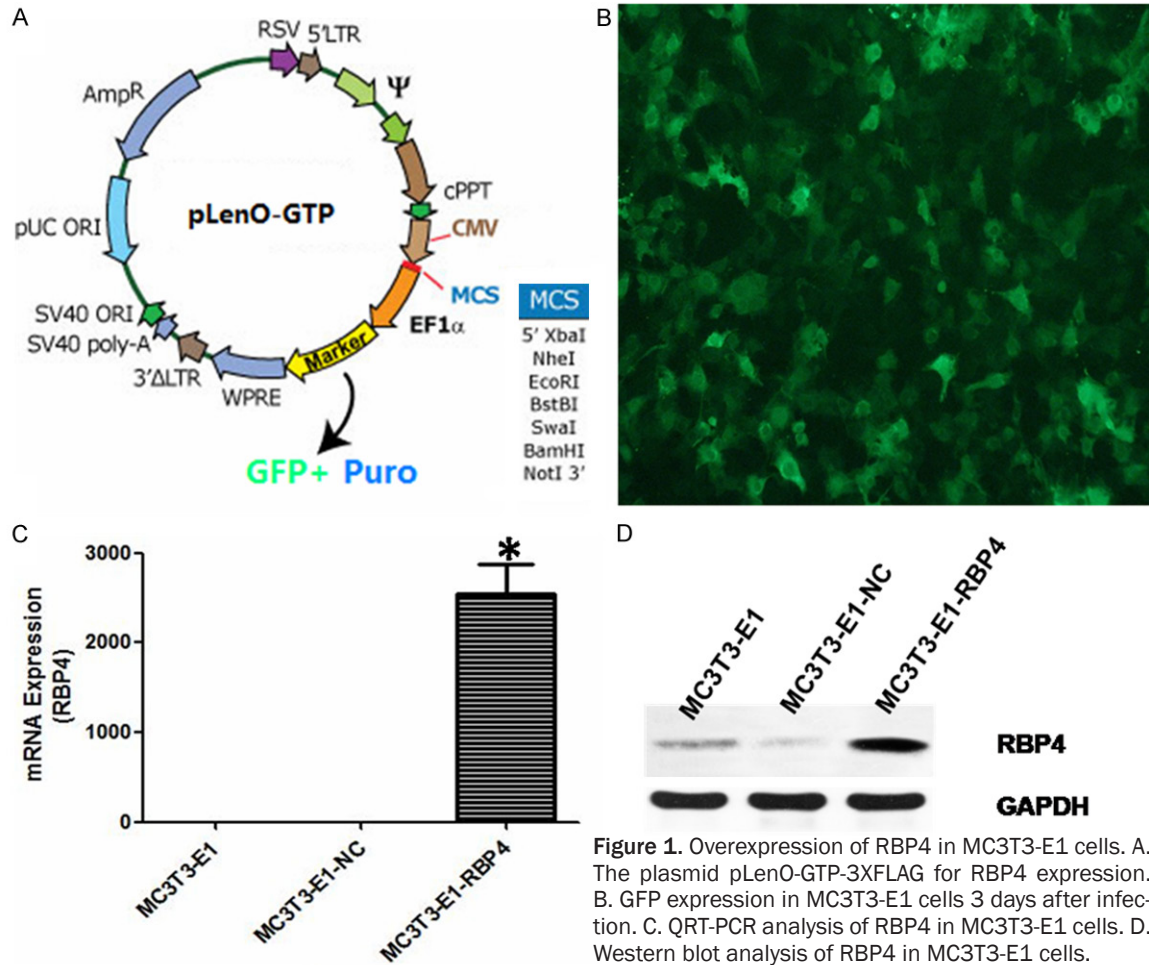 A
RSV
5'LTR
Ψ
AmpR
cPPT
pLenO-GTP
CMV
pUC ORI
MCS
EF1α
SV40 ORI
SV40 poly-A
Marker
3'ΔLTR
WPRE
GFP+ Puro
MCS
5' XbaI
NheI
EcoRI
BstBI
SwaI
BamHI
NotI 3'
B
C
mRNA Expression
(RBP4)
3000
2000
1000
0
*
MC3T3-E1
MC3T3-E1-NC
MC3T3-E1-RBP4
D
MC3T3-E1
MC3T3-E1-NC
MC3T3-E1-RBP4
RBP4
GAPDH
Figure 1. Overexpression of RBP4 in MC3T3-E1 cells. A.
The plasmid pLenO-GTP-3XFLAG for RBP4 expression.
B. GFP expression in MC3T3-E1 cells 3 days after infec-
tion. C. QRT-PCR analysis of RBP4 in MC3T3-E1 cells. D.
Western blot analysis of RBP4 in MC3T3-E1 cells.